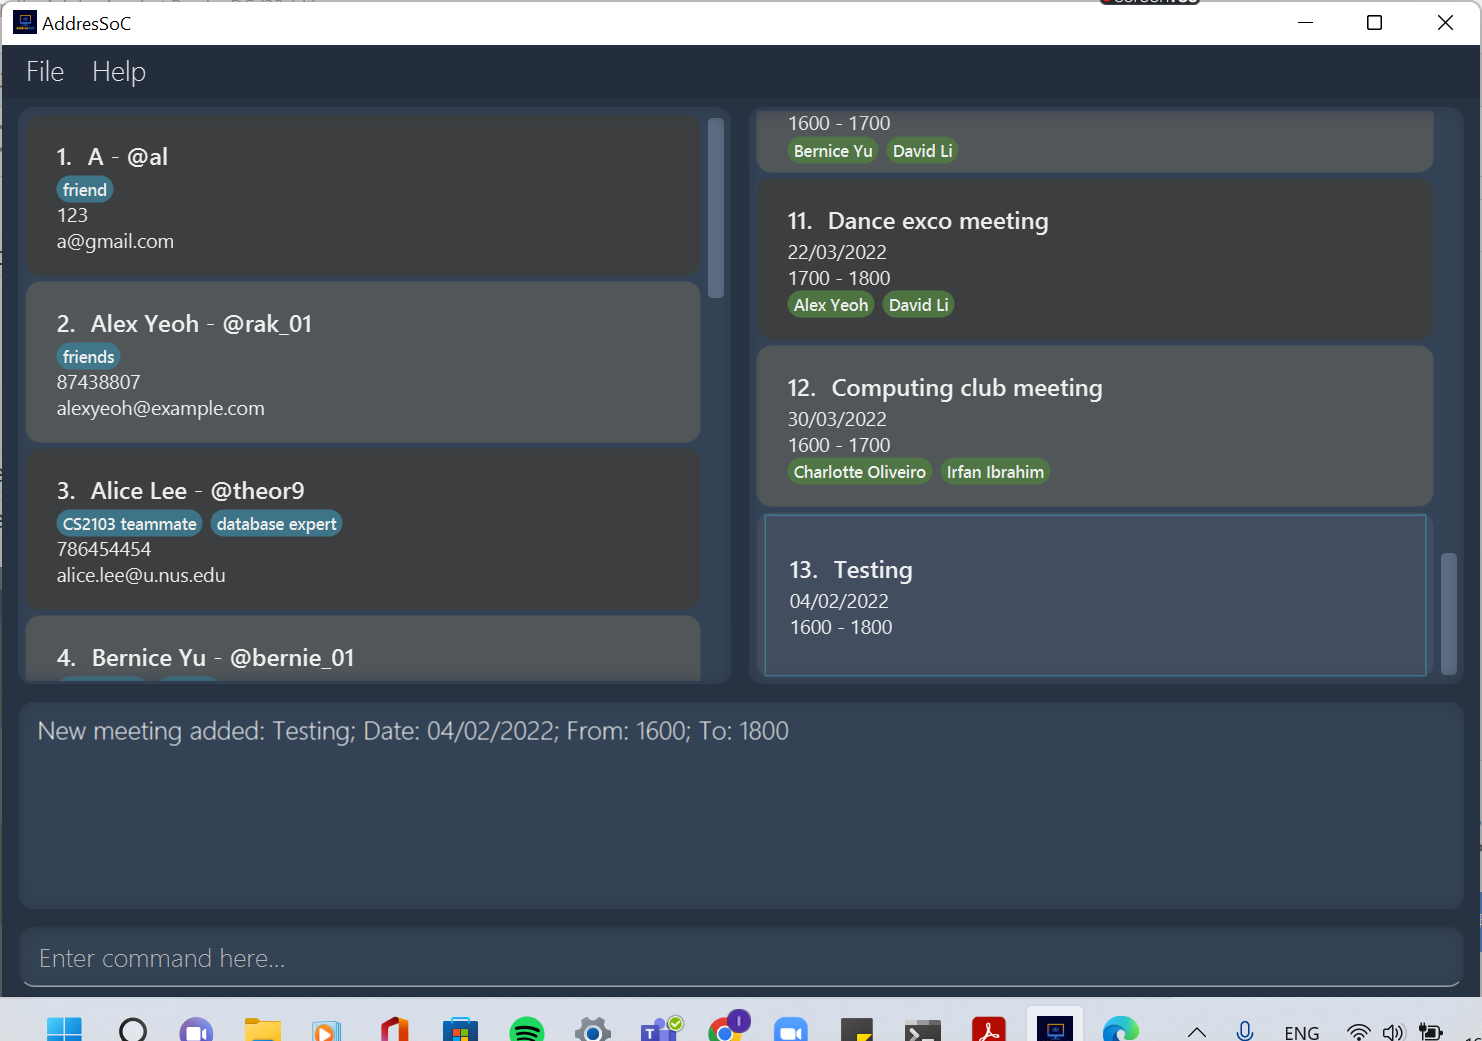 AddresSoC
File Help
1. A - @al
friend
123
a@gmail.com
2. Alex Yeoh - @rak_01
friends
87438807
alexyeoh@example.com
3. Alice Lee - @theor9
CS2103 teammate database expert
786454454
alice.lee@u.nus.edu
4. Bernice Yu - @bernie_01
1600 - 1700
Bernice Yu David Li
11. Dance exco meeting
22/03/2022
1700 - 1800
Alex Yeoh David Li
12. Computing club meeting
30/03/2022
1600 - 1700
Charlotte Oliveiro Irfan Ibrahim
13. Testing
04/02/2022
1600 - 1800
New meeting added: Testing; Date: 04/02/2022; From: 1600; To: 1800
Enter command here...
ENG